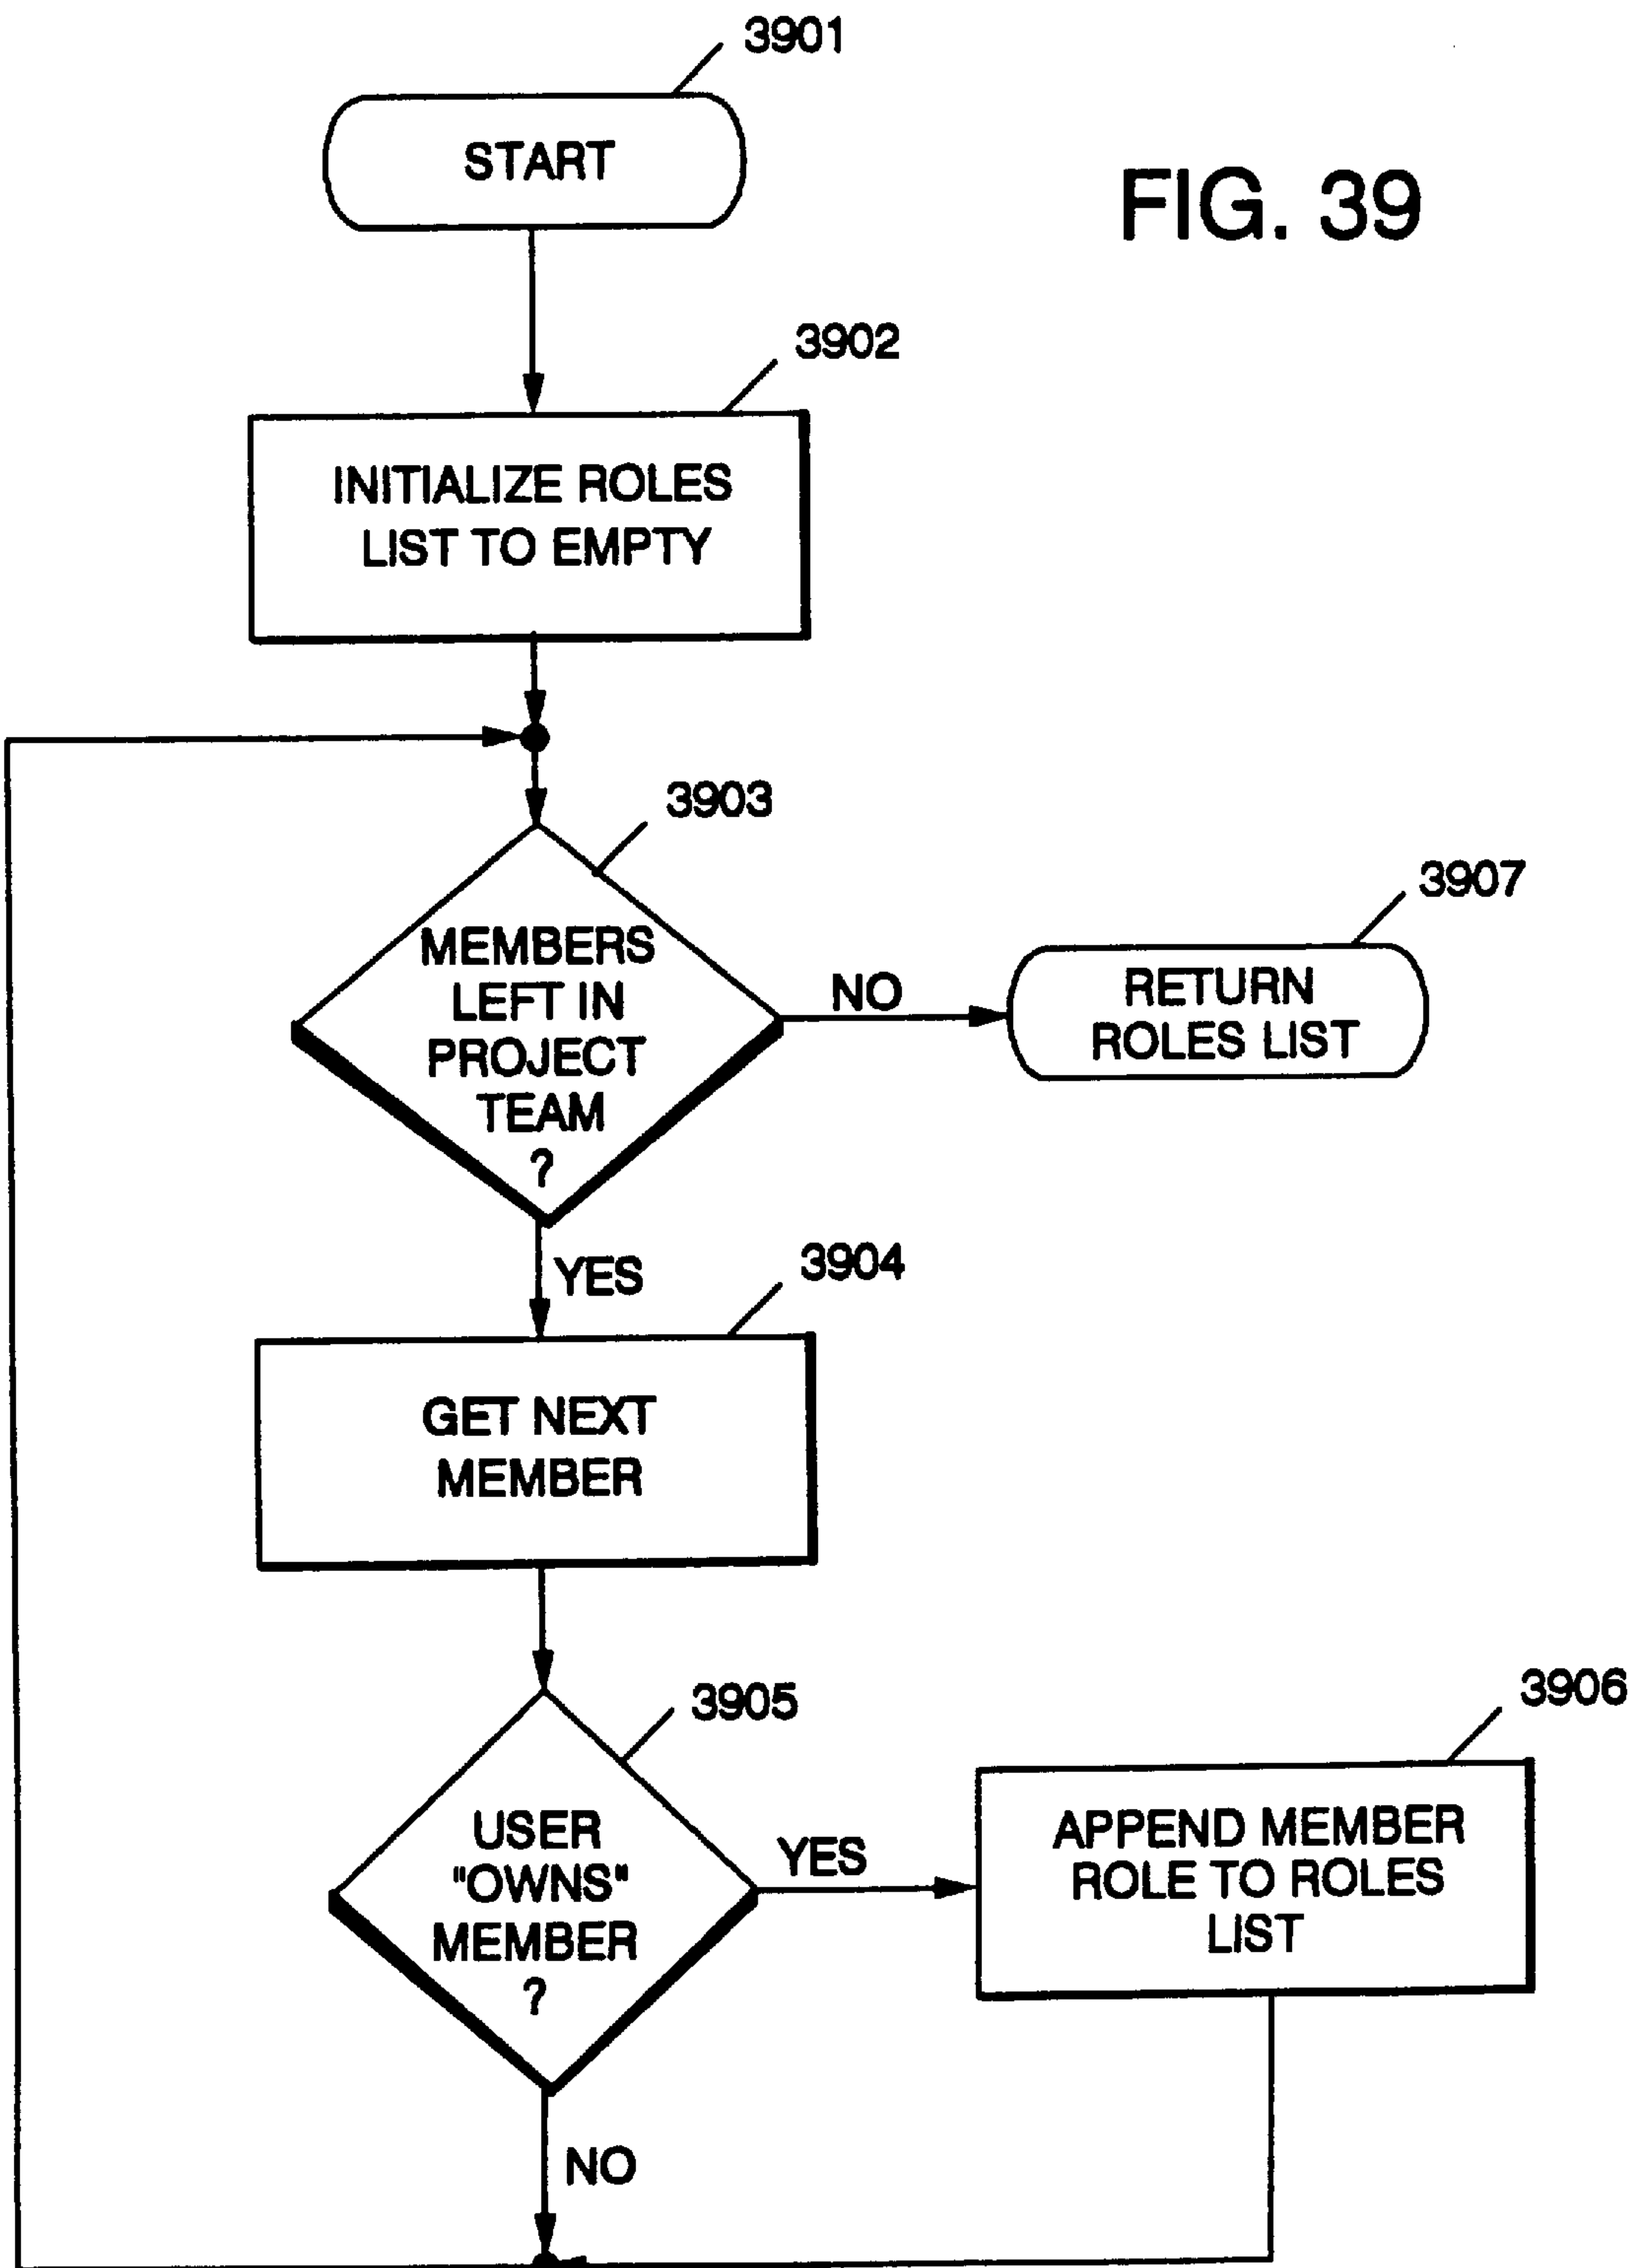 3901
START
FIG. 39
3902
INITIALIZE ROLES
LIST TO EMPTY
3903
MEMBERS
LEFT IN
PROJECT
TEAM
?
NO
3907
RETURN
ROLES LIST
YES
3904
GET NEXT
MEMBER
3905
USER
"OWNS"
MEMBER
?
YES
3906
APPEND MEMBER
ROLE TO ROLES
LIST
NO